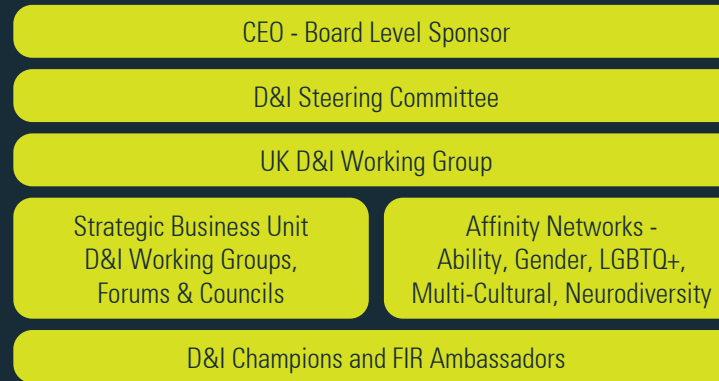 CEO - Board Level Sponsor
D&I Steering Committee
UK D&I Working Group
Strategic Business Unit
D&I Working Groups,
Forums & Councils
Affinity Networks -
Ability, Gender, LGBTQ+,
Multi-Cultural, Neurodiversity
D&I Champions and FIR Ambassadors